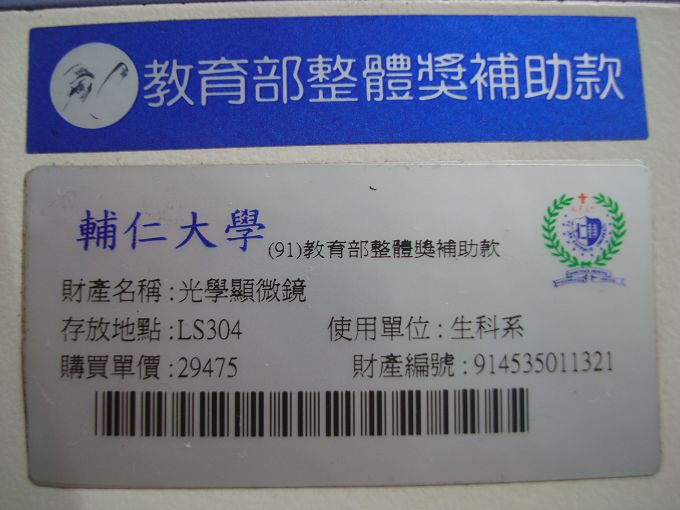 教育部整體獎補助款
輔仁大學 (91)教育部整體獎補助款
財產名稱:光學顯微鏡
存放地點:LS304 使用單位:生科系
購買單價:29475 財產編號:914535011321